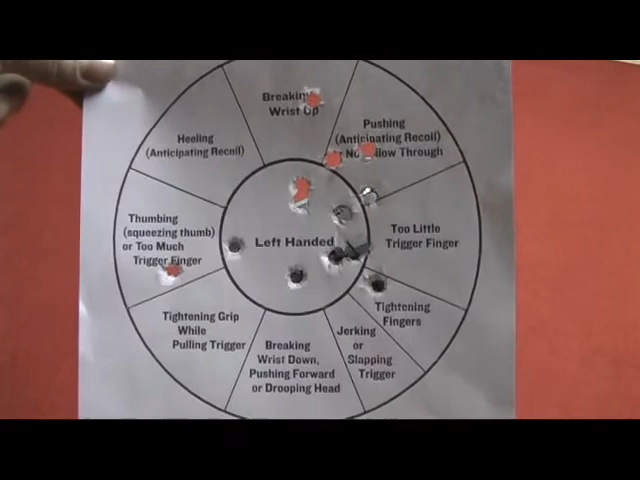 Breaking
Wrist Up
Pushing
(Anticipating Recoil)
No Follow Through
Heeling
(Anticipating Recoil)
Thumbing
(squeezing thumb)
or Too Much
Trigger Finger
Left Handed
Too Little
Trigger Finger
Tightening
Fingers
Tightening Grip
While
Pulling Trigger
Jerking
or
Slapping
Trigger
Breaking
Wrist Down,
Pushing Forward
or Drooping Head